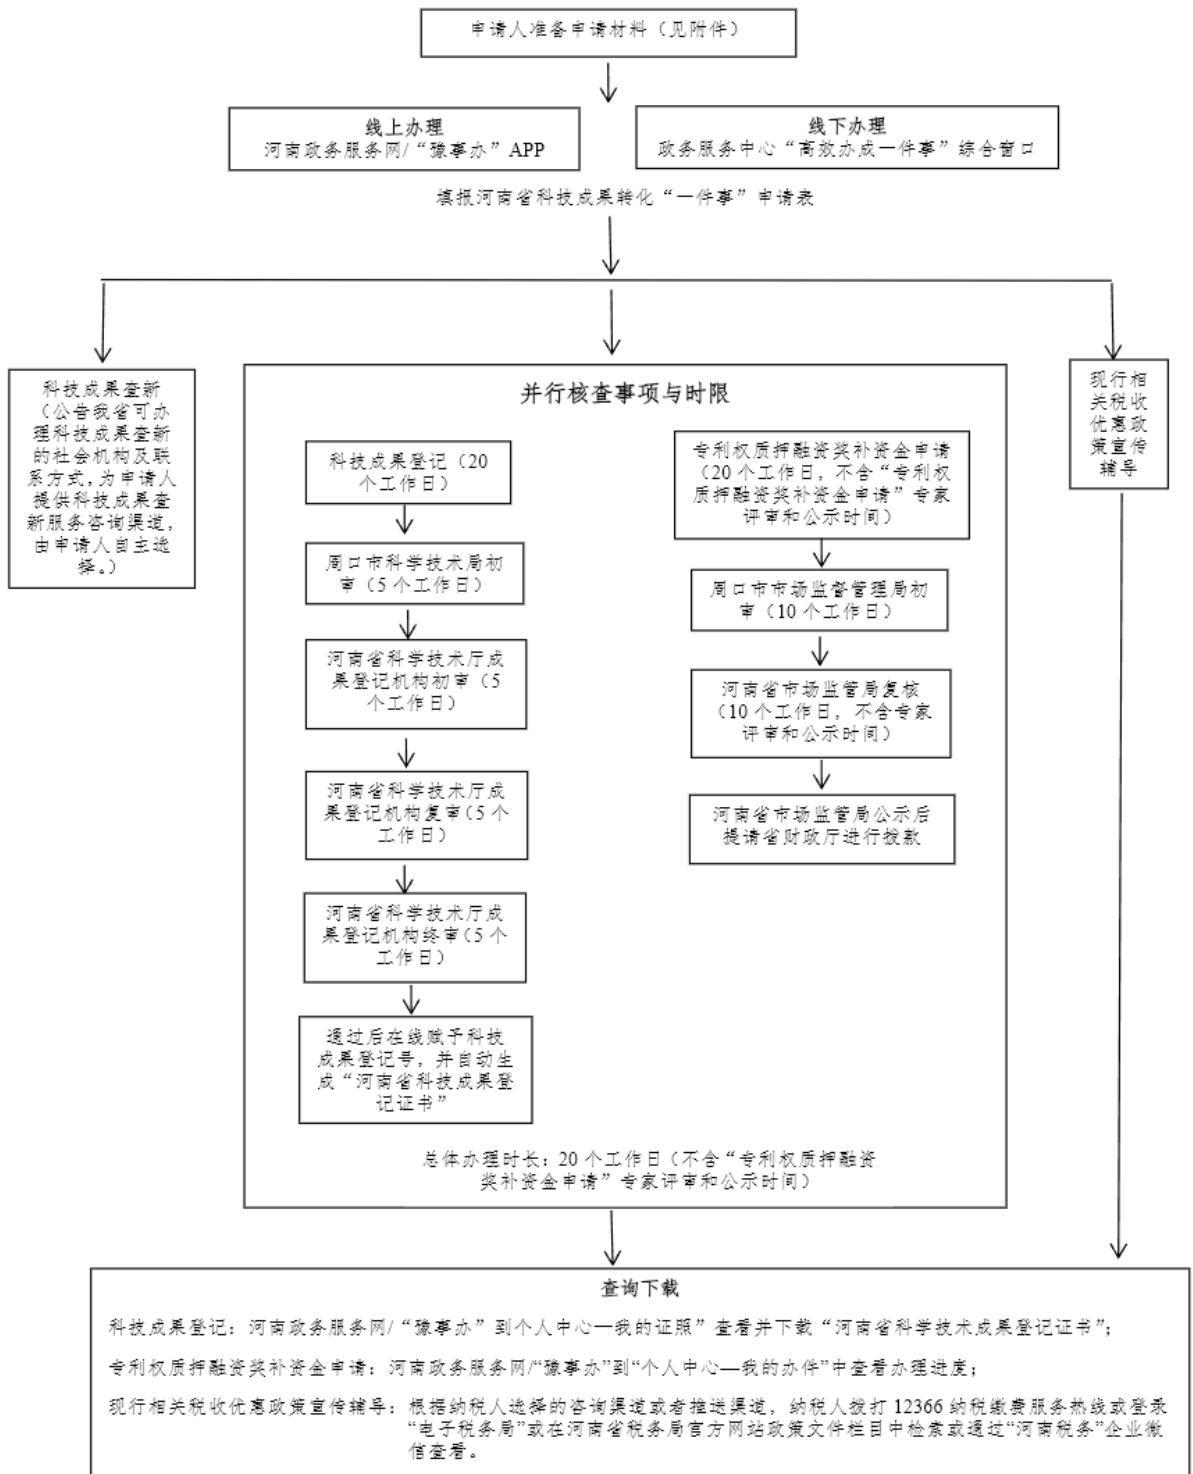 申请人准备申请材料（见附件）
线上办理
河南政务服务网/“豫事办”APP
线下办理
政务服务中心“高效办成一件事”综合窗口
填报河南省科技成果转化“一件事”申请表
科技成果查新
（公告我省可办
理科技成果查新
的社会机构及联
系方式，为申请人
提供科技成果查
新服务咨询渠道，
由申请人自主选
择。）
并行核查事项与时限
科技成果登记（20
个工作日）
周口市科学技术局初
审（5 个工作日）
河南省科学技术厅成
果登记机构初审（5
个工作日）
河南省科学技术厅成
果登记机构复审（5 个
工作日）
河南省科学技术厅成
果登记机构终审（5 个
工作日）
通过后在线赋予科技
成果登记号，并自动生
成“河南省科技成果登
记证书”
专利权质押融资奖补资金申请
（20 个工作日，不含“专利权
质押融资奖补资金申请”专家
评审和公示时间）
周口市市场监督管理局初
审（10 个工作日）
河南省市场监管局复核
（10 个工作日，不含专家
评审和公示时间）
河南省市场监管局公示后
提请省财政厅进行拨款
总体办理时长：20 个工作日（不含“专利权质押融资
奖补资金申请”专家评审和公示时间）
现行相
关税收
优惠政
策宣传
辅导
查询下载
科技成果登记：河南政务服务网/“豫事办”到个人中心—我的证照”查看并下载“河南省科学技术成果登记证书”；
专利权质押融资奖补资金申请：河南政务服务网/“豫事办”到“个人中心—我的办件”中查看办理进度；
现行相关税收优惠政策宣传辅导：根据纳税人选择的咨询渠道或者推送渠道，纳税人拨打 12366 纳税缴费服务热线或登录
“电子税务局”或在河南省税务局官方网站政策文件栏目中检索或通过“河南税务”企业微
信查看。